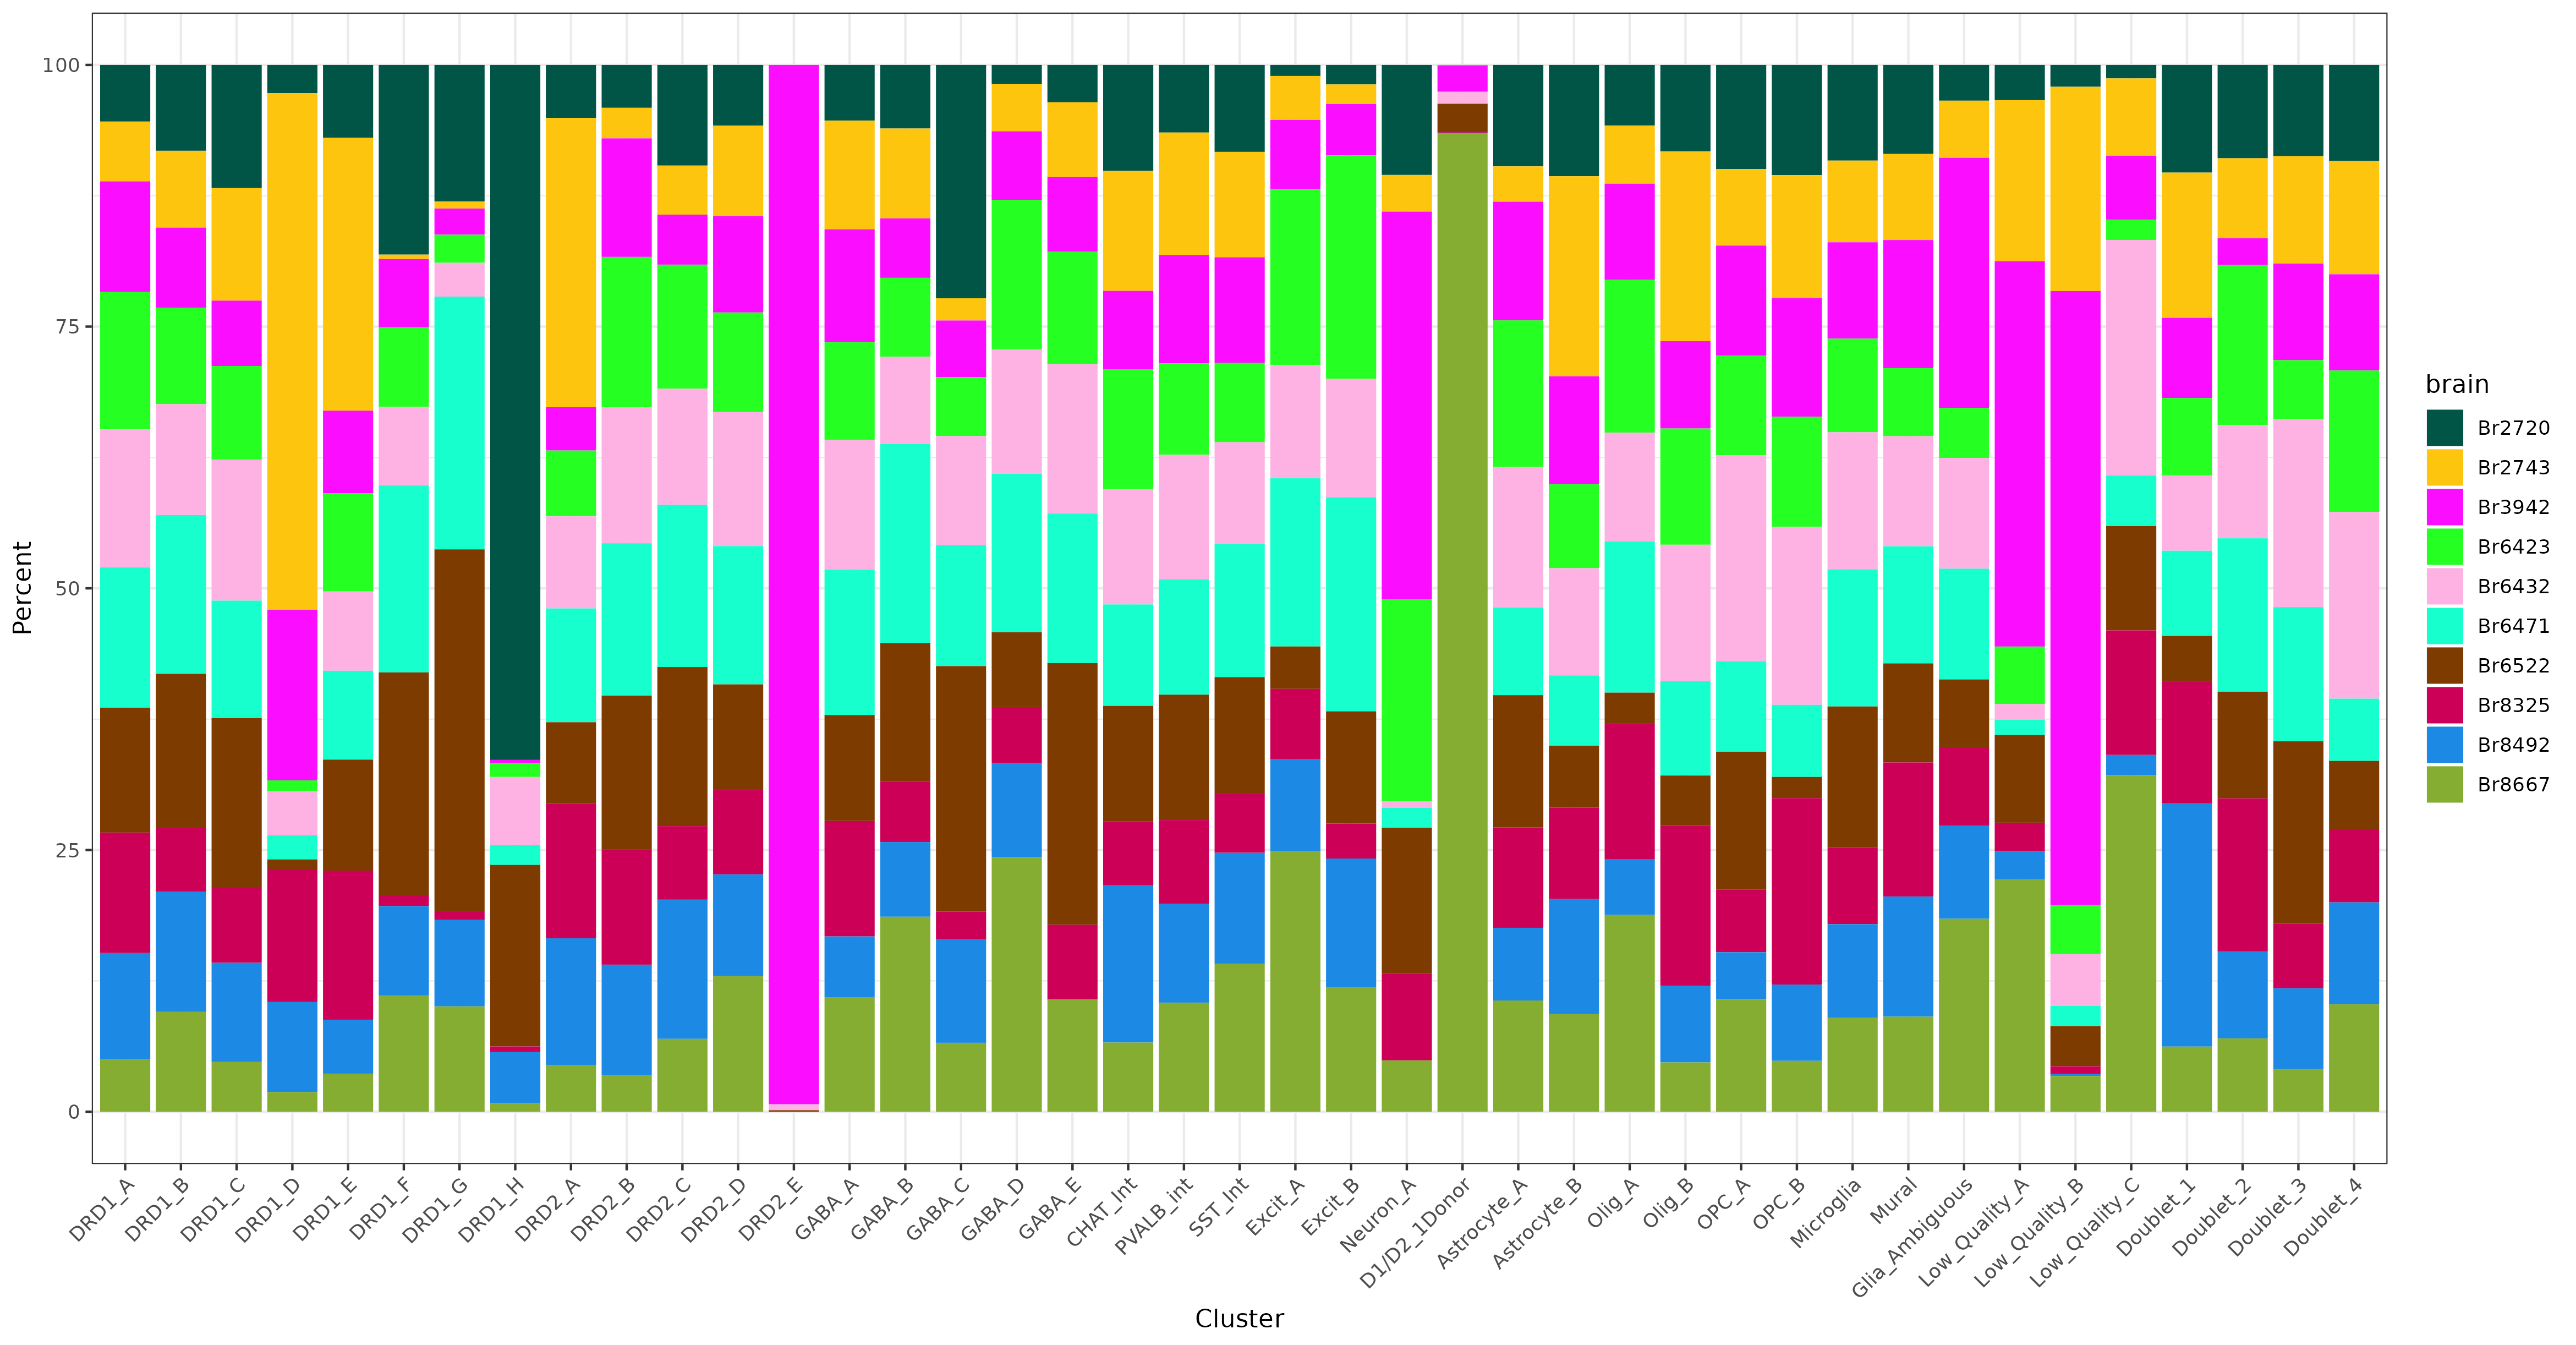 100
75
50
25
0
Percent
DRD1_A
DRD1_B
DRD1_C
DRD1_D
DRD1_E
DRD1_F
DRD1_G
DRD1_H
DRD2_A
DRD2_B
DRD2_C
DRD2_D
DRD2_E
GABA_A
GABA_B
GABA_C
GABA_D
GABA_E
CHAT_Int
PVALB_int
SST_Int
Excit_A
Excit_B
Neuron_A
D1/D2_1Donor
Astrocyte_A
Astrocyte_B
Olig_A
Olig_B
OPC_A
OPC_B
Microglia
Mural
Glia_Ambiguous
Low_Quality_A
Low_Quality_B
Low_Quality_C
Doublet_1
Doublet_2
Doublet_3
Doublet_4
Cluster
brain
Br2720
Br2743
Br3942
Br6423
Br6432
Br6471
Br6522
Br8325
Br8492
Br8667